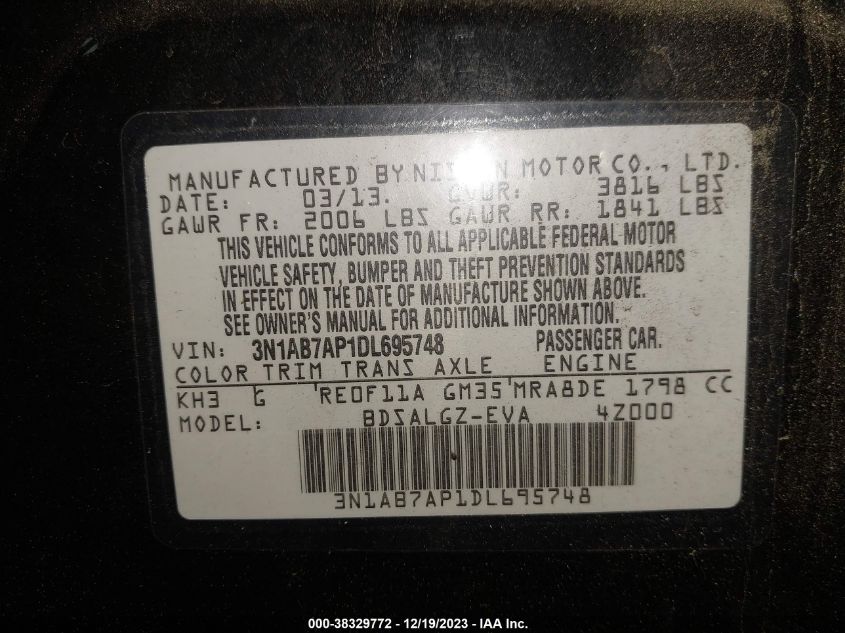 MANUFACTURED BY MOTOR CO., LTD.
DATE: 03/13. GVWR: 3816 LBS
GAWR FR: 2006 LBS GAWR RR: 1841 LBS
THIS VEHICLE CONFORMS TO ALL APPLICABLE FEDERAL MOTOR
VEHICLE SAFETY, BUMPER AND THEFT PREVENTION STANDARDS
IN EFFECT ON THE DATE OF MANUFACTURE SHOWN ABOVE.
SEE OWNER'S MANUAL FOR ADDITIONAL INFORMATION.
VIN: 3N1AB7AP1DL695748 PASSENGER CAR.
COLOR TRIM TRANS AXLE ENGINE
KH3 G RE0F11A GM35 MRA8DE 1798 CC
MODEL: BDSALGZ-EVA 4Z000
3N1AB7AP1DL695748
000-38329772 - 12/19/2023 - IAA Inc.